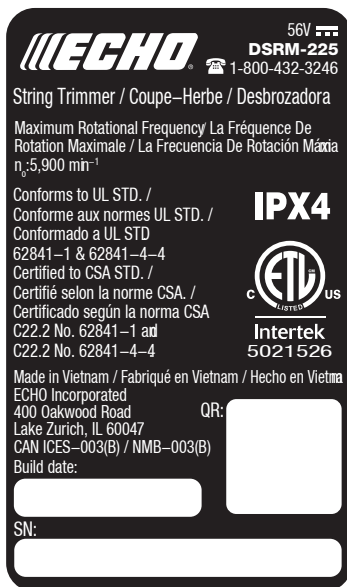 ECHO.
56V
DSRM-225
☎ 1-800-432-3246
String Trimmer / Coupe–Herbe / Desbrozadora
Maximum Rotational Frequency/ La Fréquence De
Rotation Maximale / La Frecuencia De Rotación
n₀:5,900 min⁻¹
Conforms to UL STD. /
Conforme aux normes UL STD. /
Conformado a UL STD
62841–1 & 62841–4–4
Certified to CSA STD. /
Certifié selon la norme CSA. /
Certificado según la norma CSA
C22.2 No. 62841–1 and
C22.2 No. 62841–4–4
IPX4
ETL
C US
LISTED
Intertek
5021526
Made in Vietnam / Fabriqué en Vietnam / Hecho en
ECHO Incorporated
400 Oakwood Road
Lake Zurich, IL 60047
CAN ICES–003(B) / NMB–003(B)
QR:
Build date:
SN: